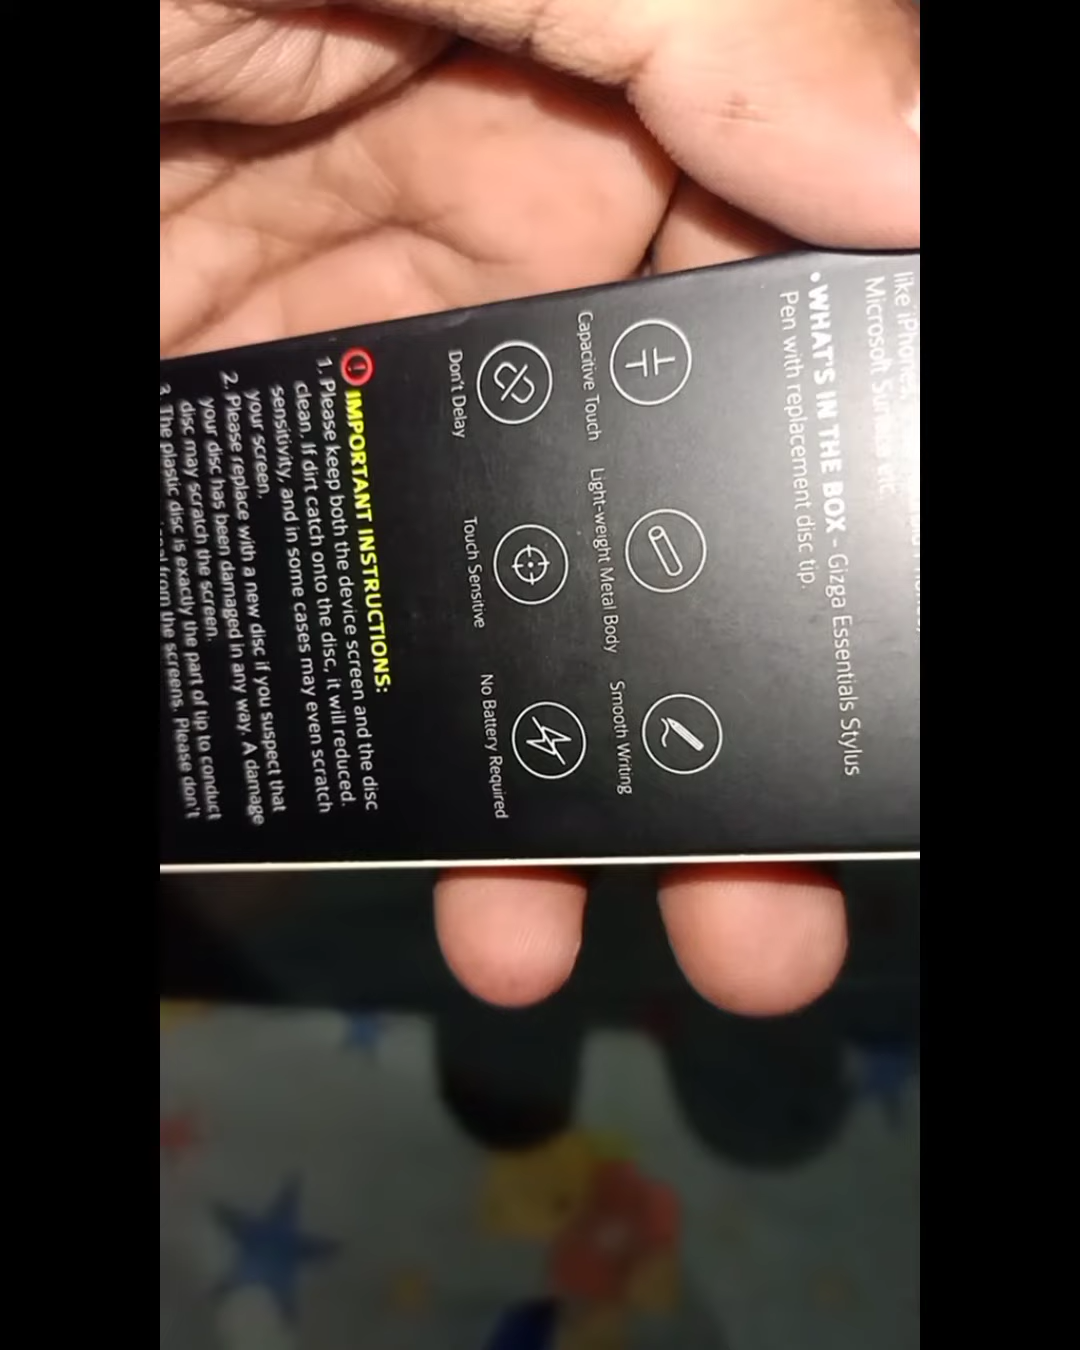 like iPhones,
Microsoft Surface etc.
•WHAT'S IN THE BOX - Gizga Essentials Stylus
Pen with replacement disc tip.
Capacitive Touch
Light-weight Metal Body
Smooth Writing
Don't Delay
Touch Sensitive
No Battery Required
! IMPORTANT INSTRUCTIONS:
1. Please keep both the device screen and the disc
clean. If dirt catch onto the disc, it will reduced.
sensitivity, and in some cases may even scratch
your screen.
2. Please replace with a new disc if you suspect that
your disc has been damaged in any way. A damage
disc may scratch the screen.
3. The plastic disc is exactly the part of tip to conduct
from the screens. Please don't